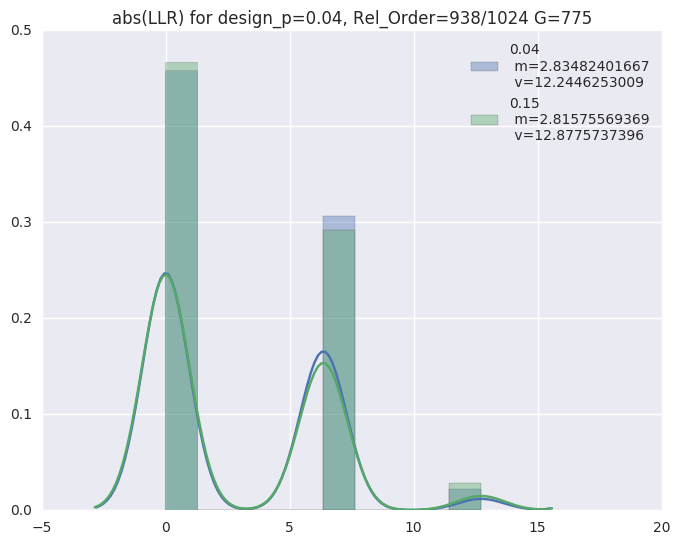 abs(LLR) for design_p=0.04, Rel_Order=938/1024 G=775
0.04
m=2.83482401667
v=12.2446253009
0.15
m=2.81575569369
v=12.8775737396
0.5
0.4
0.3
0.2
0.1
0.0
−5
0
5
10
15
20